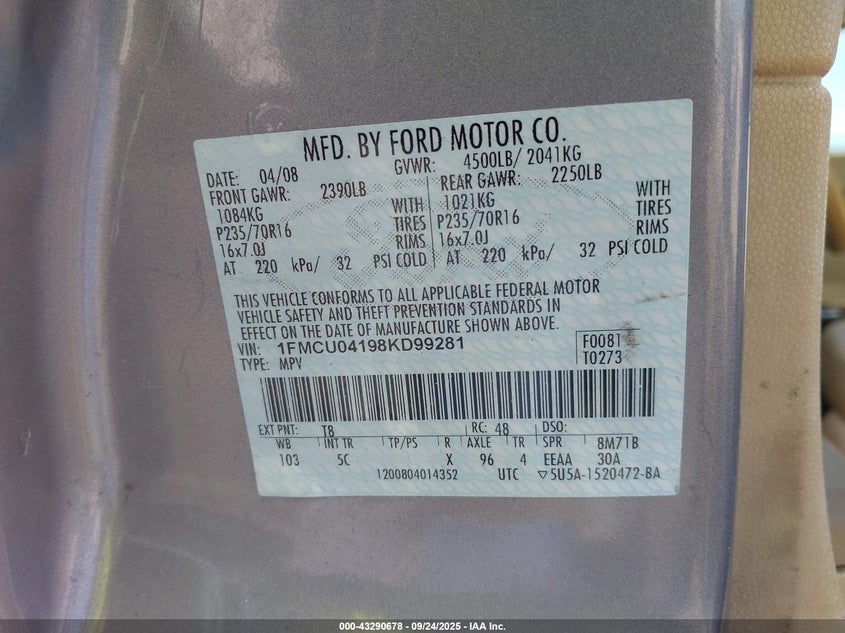 MFD. BY FORD MOTOR CO.
DATE: 04/08 GVWR: 4500LB/ 2041KG
FRONT GAWR: 2390LB REAR GAWR: 2250LB
1084KG WITH 1021KG WITH
P235/70R16 TIRES P235/70R16 TIRES
16x7.0J RIMS 16x7.0J RIMS
AT 220 kPa/ 32 PSI COLD AT 220 kPa/ 32 PSI COLD
THIS VEHICLE CONFORMS TO ALL APPLICABLE FEDERAL MOTOR
VEHICLE SAFETY AND THEFT PREVENTION STANDARDS IN
EFFECT ON THE DATE OF MANUFACTURE SHOWN ABOVE.
VIN: 1FMCU04198KD99281 F0081
TYPE: MPV T0273
EXT PNT: T8 RC: 48 DSO:
WB INT TR TP/PS R AXLE TR SPR 8M71B
103 5C X 96 4 EEAA 30A
1200804014352 UTC ▽5U5A-1520472-BA
000-43290678 - 09/24/2025 - IAA Inc.